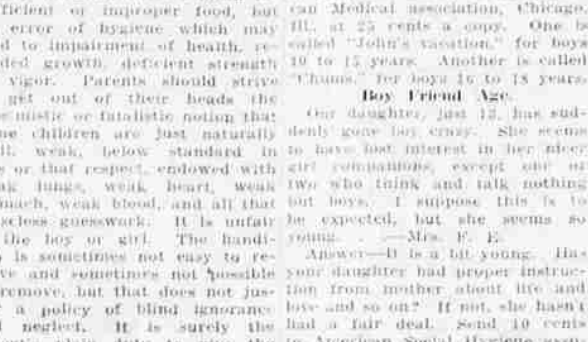 ficient or improper food, but
error of hygiene which may
d to impairment of health, re-
ded growth, deficient strength
vigor. Parents should strive
get out of their heads the
simistic or fatalistic notion that
ne children are just naturally
ll, weak, below standard in
s or that respect, endowed with
ak lungs, weak heart, weak
mach, weak blood, and all that
seless guesswork. It is unfair
the boy or girl. The handi-
is sometimes not easy to re-
ve and sometimes not possible
remove, but that does not jus-
a policy of blind ignorance
neglect. It is surely the
can Medical association, Chicago,
Ill., at 25 cents a copy. One is
called "John's vacation," for boys
10 to 15 years. Another is called
"Chums," for boys 16 to 18 years.
Boy Friend Age.
Our daughter, just 12, has sud-
denly gone boy crazy. She seems
to have lost interest in her nicer
girl companions, except one or
two who think and talk nothing
but boys. I suppose this is to
be expected, but she seems so
young. . . —Mrs. F. E.
Answer—It is a bit young. Has
your daughter had proper instruc-
tion from mother about life and
love and so on? If not, she hasn't
had a fair deal. Send 10 cents
to American Social Hygiene